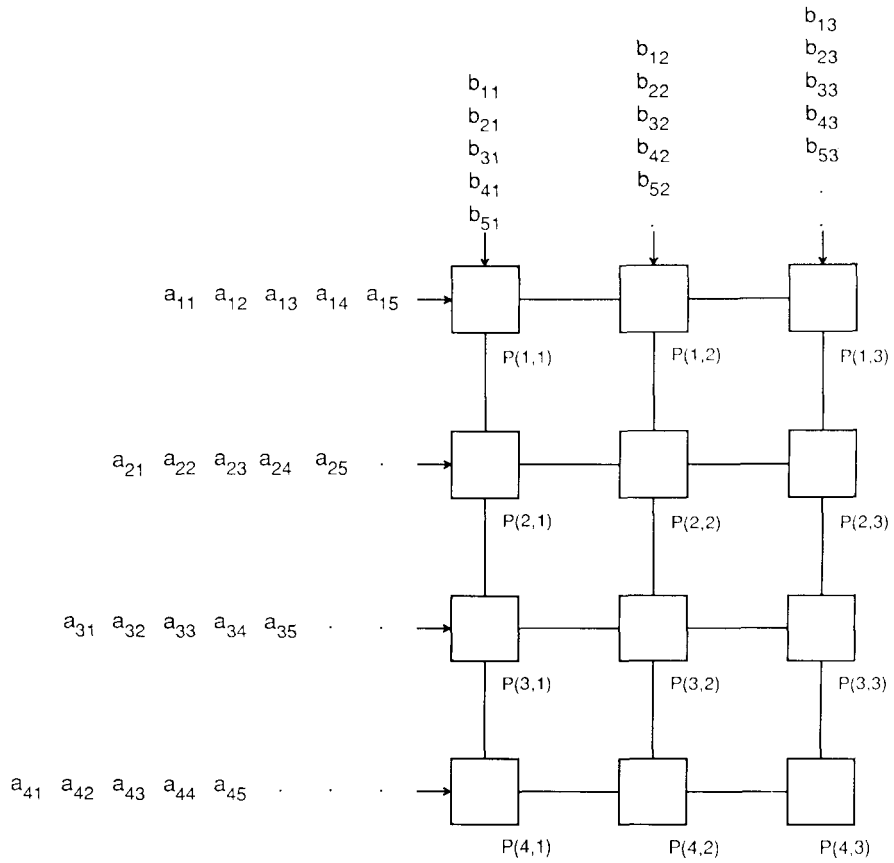 b₁₃
b₁₂ b₂₃
b₁₁ b₂₂ b₃₃
b₂₁ b₃₂ b₄₃
b₃₁ b₄₂ b₅₃
b₄₁ b₅₂ .
b₅₁ . .
a₁₁ a₁₂ a₁₃ a₁₄ a₁₅
P(1,1) P(1,2) P(1,3)
a₂₁ a₂₂ a₂₃ a₂₄ a₂₅ .
P(2,1) P(2,2) P(2,3)
a₃₁ a₃₂ a₃₃ a₃₄ a₃₅ . .
P(3,1) P(3,2) P(3,3)
a₄₁ a₄₂ a₄₃ a₄₄ a₄₅ . . .
P(4,1) P(4,2) P(4,3)